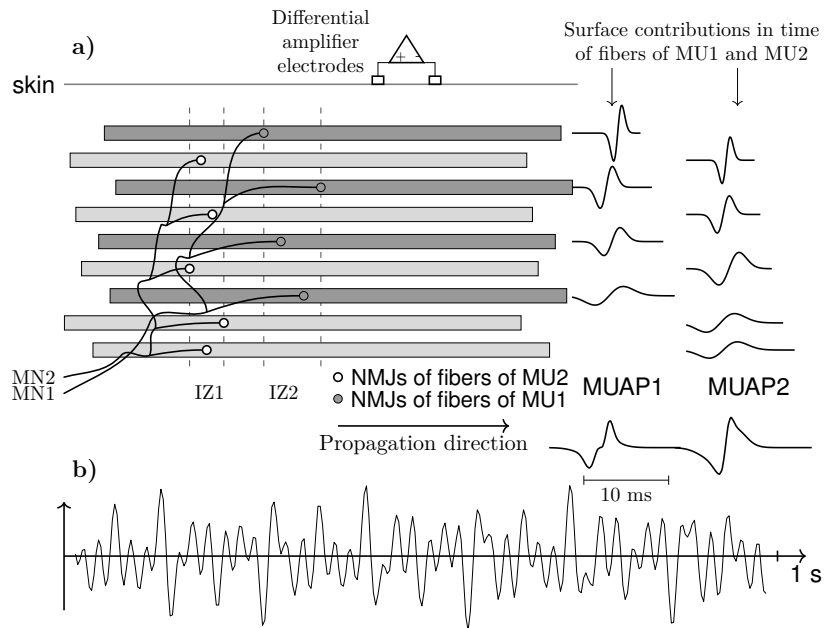 a)
Differential
amplifier
electrodes
+ -
Surface contributions in time
of fibers of MU1 and MU2
skin
MN2
MN1
IZ1
IZ2
NMJs of fibers of MU2
NMJs of fibers of MU1
MUAP1
MUAP2
Propagation direction
10 ms
b)
1 s